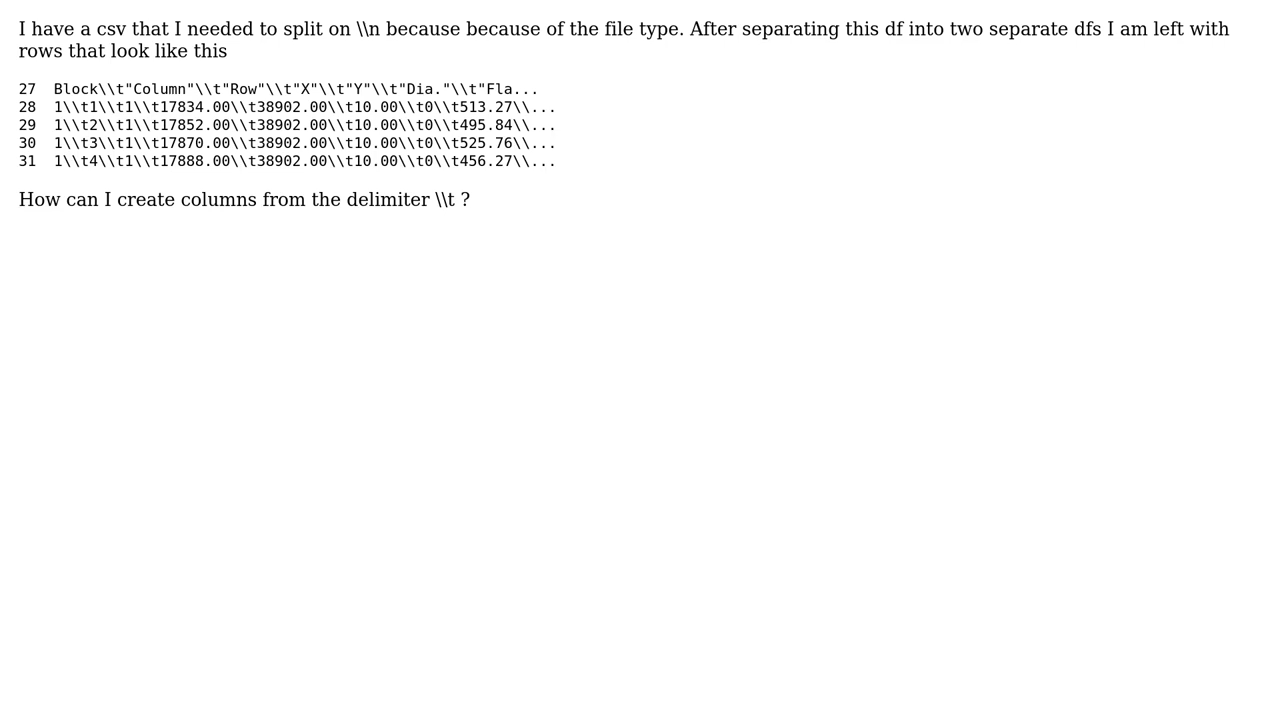 I have a csv that I needed to split on \\n because because of the file type. After separating this df into two separate dfs I am left with
rows that look like this
27  Block\\t"Column"\\t"Row"\\t"X"\\t"Y"\\t"Dia."\\t"Fla...
28  1\\t1\\t1\\t17834.00\\t38902.00\\t10.00\\t0\\t513.27\\...
29  1\\t2\\t1\\t17852.00\\t38902.00\\t10.00\\t0\\t495.84\\...
30  1\\t3\\t1\\t17870.00\\t38902.00\\t10.00\\t0\\t525.76\\...
31  1\\t4\\t1\\t17888.00\\t38902.00\\t10.00\\t0\\t456.27\\...
How can I create columns from the delimiter \\t ?